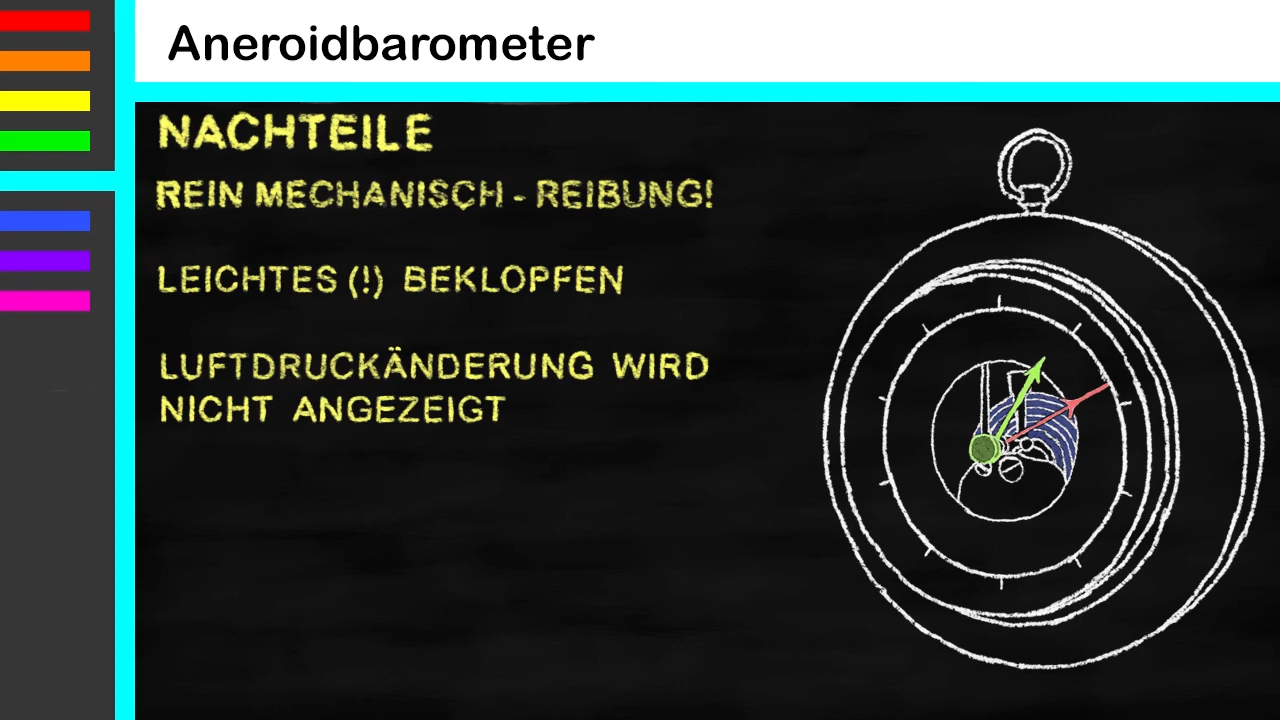 Aneroidbarometer
NACHTEILE
REIN MECHANISCH - REIBUNG!
LEICHTES (!) BEKLOPFEN
LUFTDRUCKÄNDERUNG WIRD
NICHT ANGEZEIGT